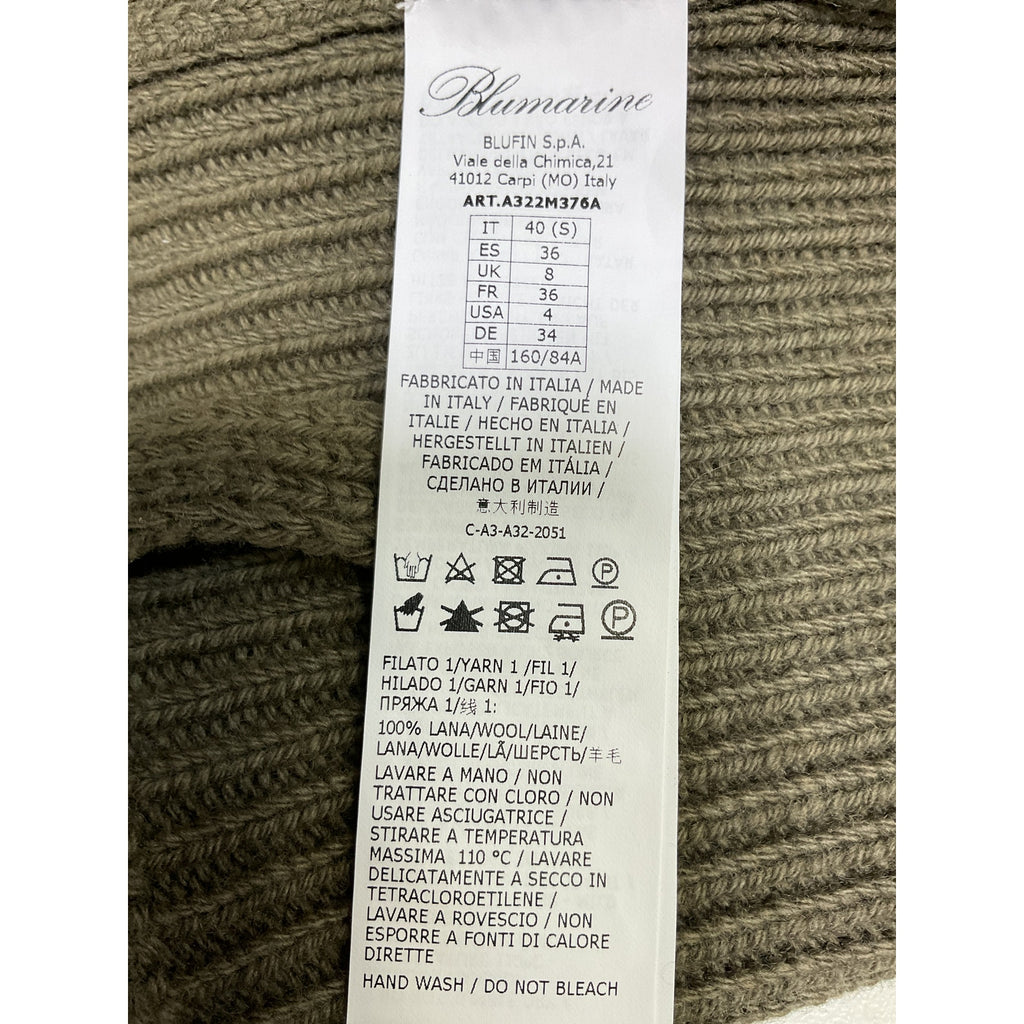 Blumarine
BLUFIN S.p.A.
Viale della Chimica,21
41012 Carpi (MO) Italy
ART.A322M376A
IT 40 (S)
ES 36
UK 8
FR 36
USA 4
DE 34
中国 160/84A
FABBRICATO IN ITALIA / MADE
IN ITALY / FABRIQUÉ EN
ITALIE / HECHO EN ITALIA /
HERGESTELLT IN ITALIEN /
FABRICADO EM ITÁLIA /
СДЕЛАНО В ИТАЛИИ /
意大利制造
C-A3-A32-2051
P
P
FILATO 1/YARN 1 /FIL 1/
HILADO 1/GARN 1/FIO 1/
ПРЯЖА 1/线 1:
100% LANA/WOOL/LAINE/
LANA/WOLLE/LÃ/ШЕРСТЬ/羊毛
LAVARE A MANO / NON
TRATTARE CON CLORO / NON
USARE ASCIUGATRICE /
STIRARE A TEMPERATURA
MASSIMA 110 °C / LAVARE
DELICATAMENTE A SECCO IN
TETRACLOROETILENE /
LAVARE A ROVESCIO / NON
ESPORRE A FONTI DI CALORE
DIRETTE
HAND WASH / DO NOT BLEACH